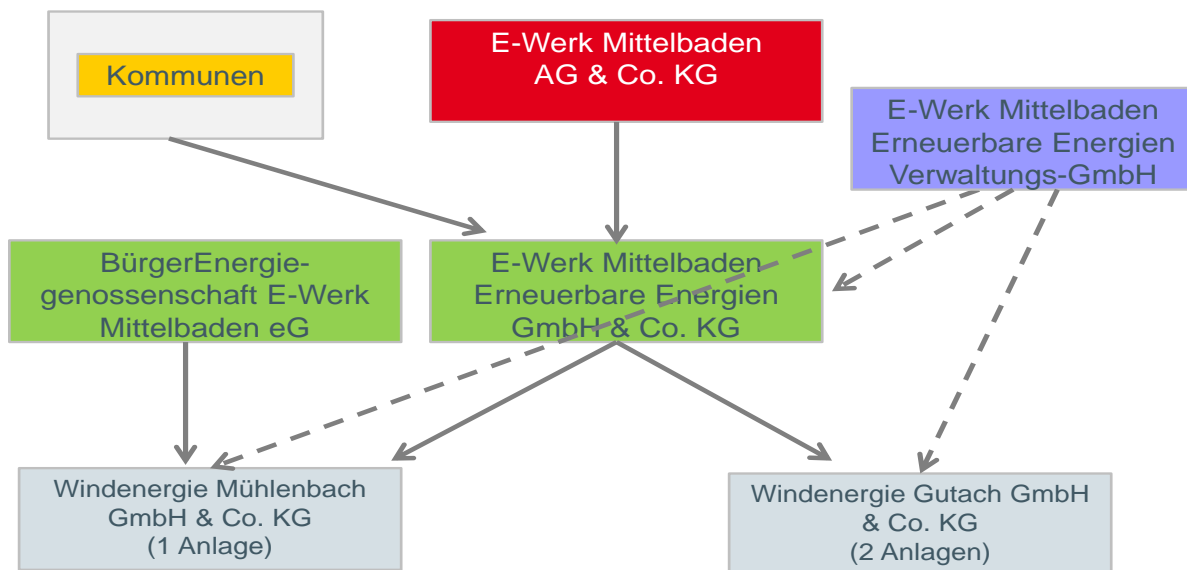 Kommunen
E-Werk Mittelbaden
AG & Co. KG
E-Werk Mittelbaden
Erneuerbare Energien
Verwaltungs-GmbH
BürgerEnergie-
genossenschaft E-Werk
Mittelbaden eG
E-Werk Mittelbaden
Erneuerbare Energien
GmbH & Co. KG
Windenergie Mühlenbach
GmbH & Co. KG
(1 Anlage)
Windenergie Gutach GmbH
& Co. KG
(2 Anlagen)